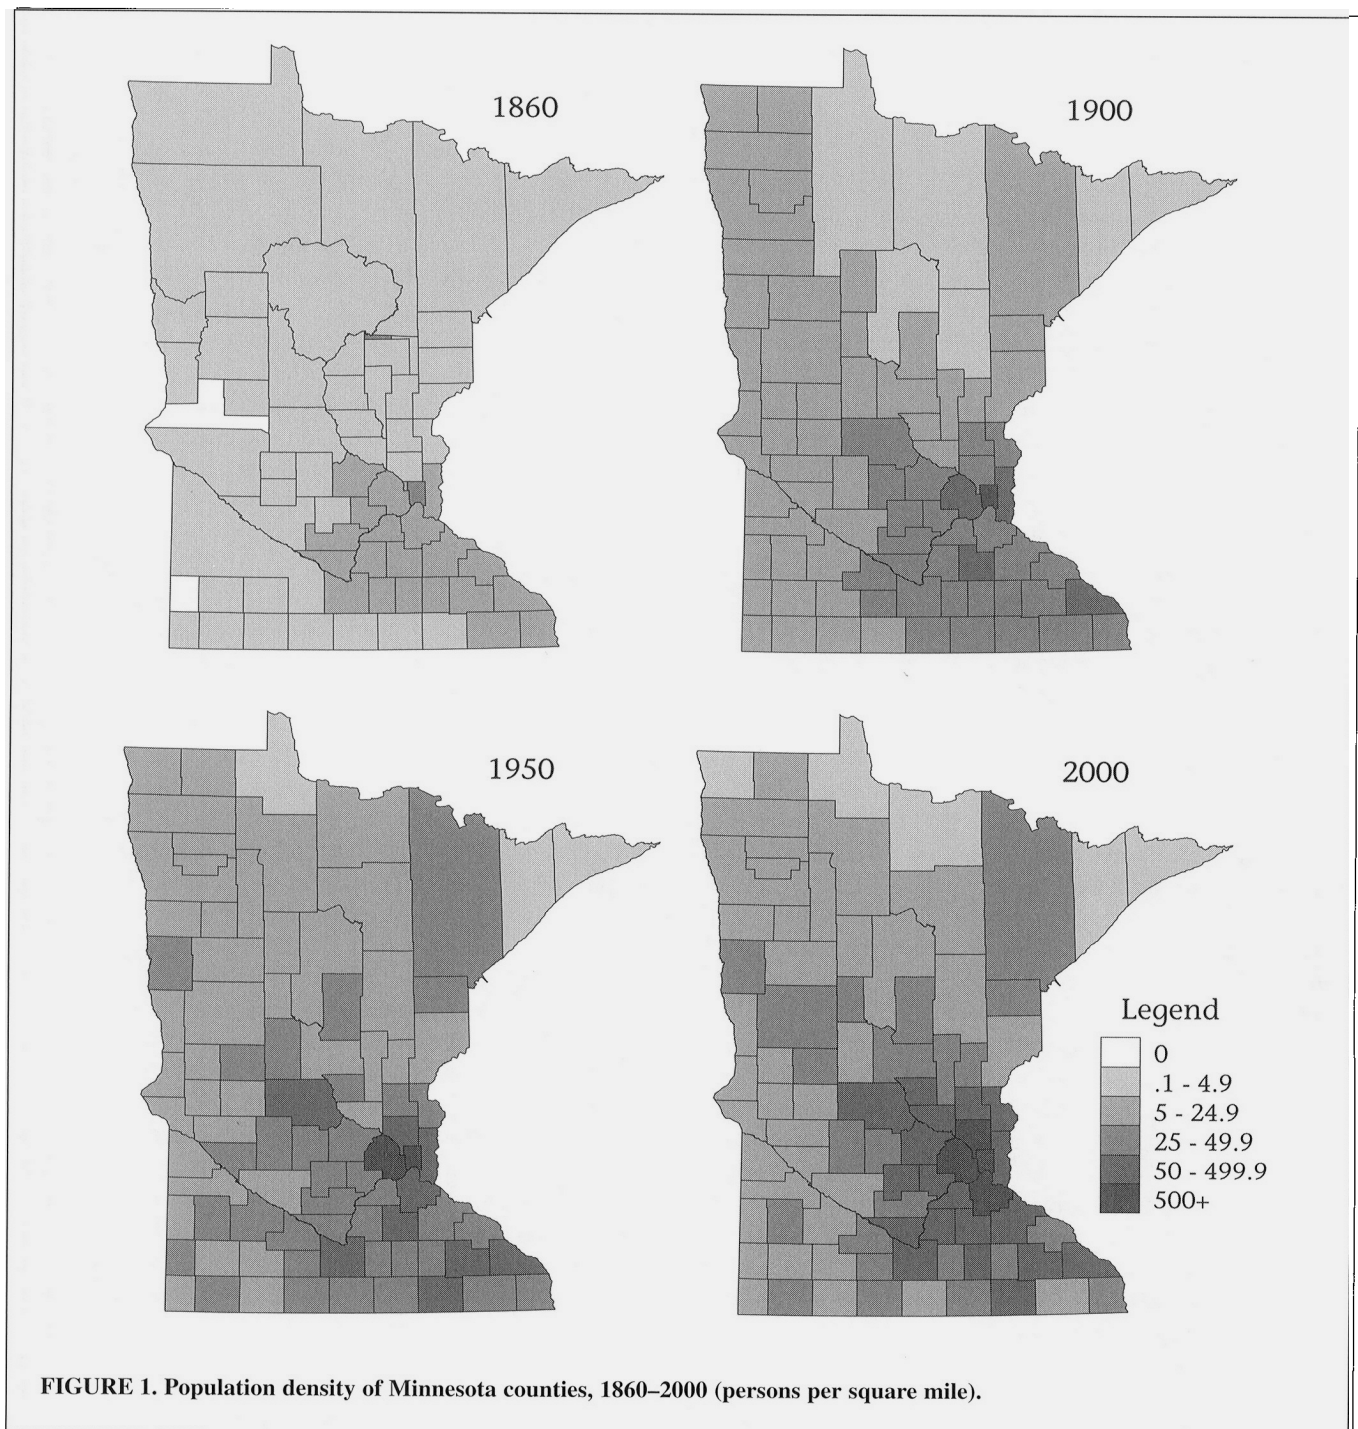 1860
1900
1950
2000
Legend
0
.1 - 4.9
5 - 24.9
25 - 49.9
50 - 499.9
500+
FIGURE 1. Population density of Minnesota counties, 1860–2000 (persons per square mile).